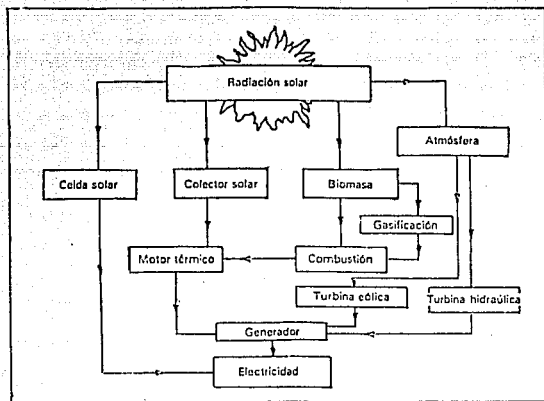 Radiación solar
Atmósfera
Celda solar
Colector solar
Biomasa
Gasificación
Motor térmico
Combustión
Turbina eólica
Turbina hidraúlica
Generador
Electricidad